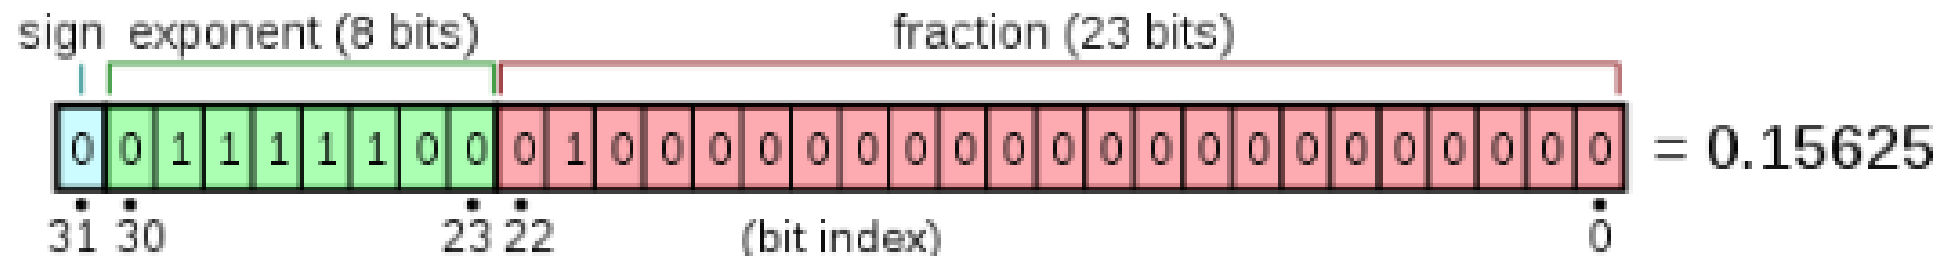 sign exponent (8 bits) fraction (23 bits)
0 0 1 1 1 1 1 0 0 0 1 0 0 0 0 0 0 0 0 0 0 0 0 0 0 0 0 0 0 0 0 0 = 0.15625
31 30 23 22 (bit index) 0